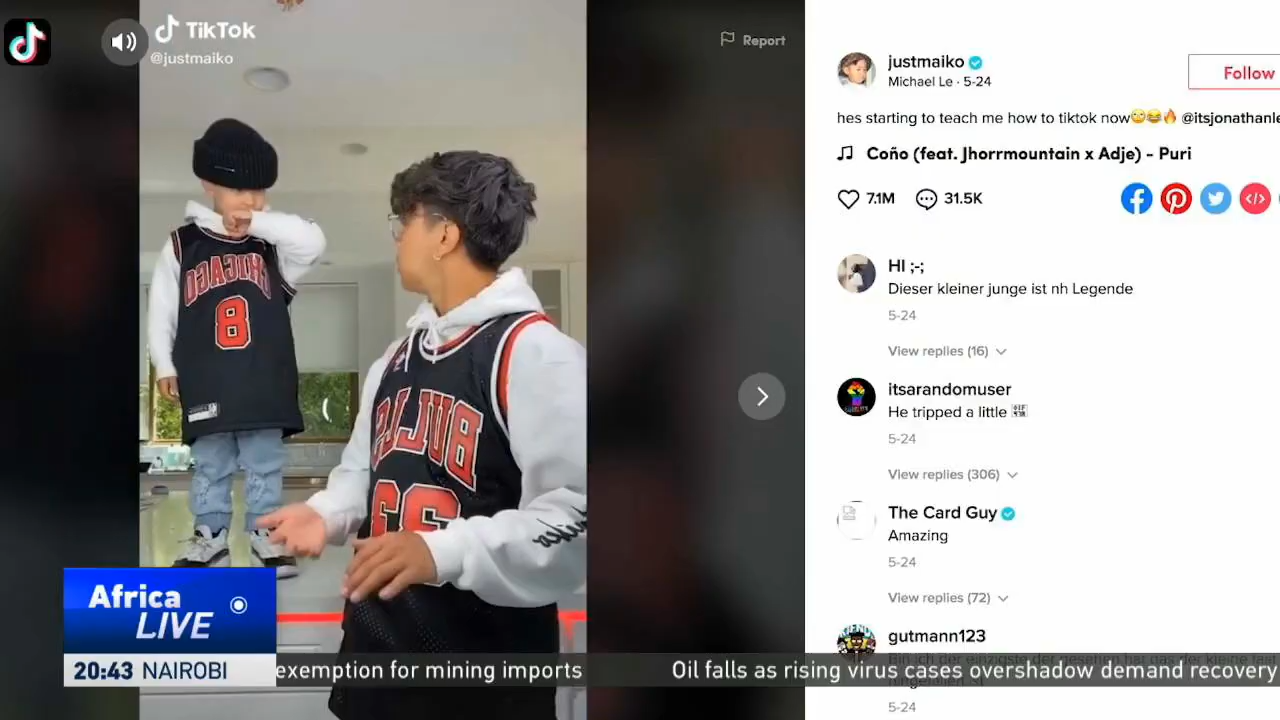 TikTok
@justmaiko
Report
CHICAGO
8
BULLS
justmaiko
Michael Le · 5-24
Follow
hes starting to teach me how to tiktok now🙄😂🔥 @itsjonathanle
Coño (feat. Jhorrmountain x Adje) - Puri
7.1M
31.5K
HI ;-;
Dieser kleiner junge ist nh Legende
5-24
View replies (16)
itsarandomuser
He tripped a little
5-24
View replies (306)
The Card Guy
Amazing
5-24
View replies (72)
gutmann123
5-24
Africa
LIVE
20:43 NAIROBI
exemption for mining imports
Oil falls as rising virus cases overshadow demand recovery